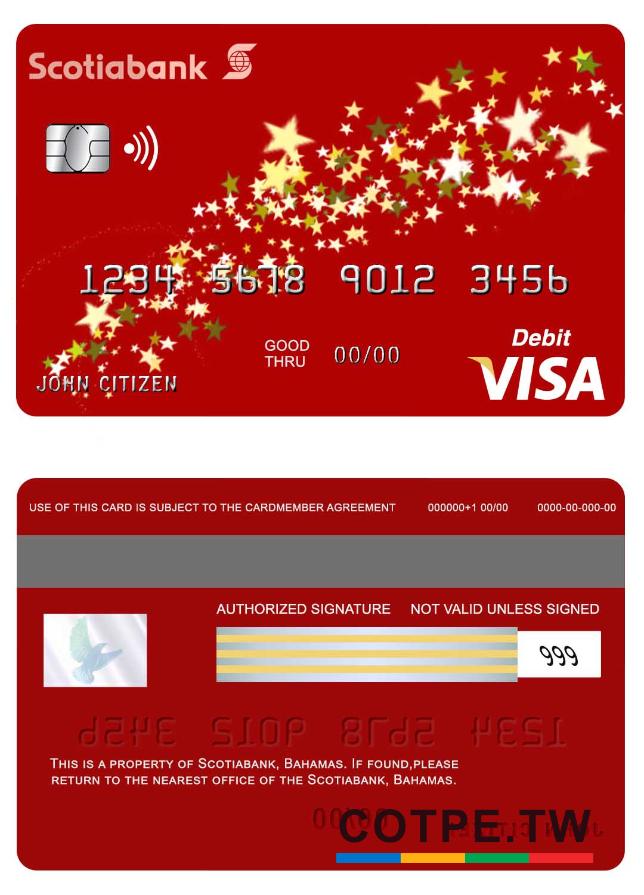 Scotiabank
1234 5678 9012 3456
GOOD
THRU 00/00
Debit
VISA
JOHN CITIZEN
USE OF THIS CARD IS SUBJECT TO THE CARDMEMBER AGREEMENT 000000+1 00/00 0000-00-000-00
AUTHORIZED SIGNATURE NOT VALID UNLESS SIGNED
999
THIS IS A PROPERTY OF SCOTIABANK, BAHAMAS. IF FOUND,PLEASE
RETURN TO THE NEAREST OFFICE OF THE SCOTIABANK, BAHAMAS.
COTPE.TW